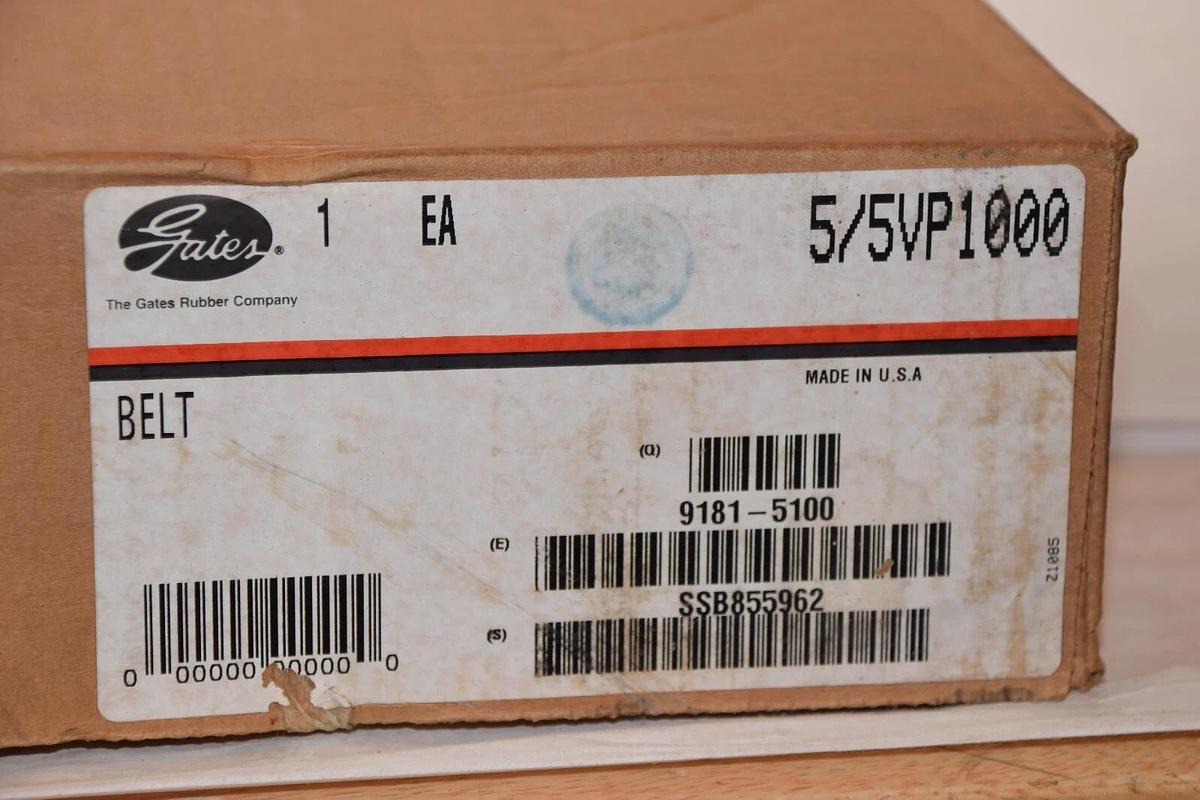 Gates®
1 EA 5/5VP1000
The Gates Rubber Company
MADE IN U.S.A
BELT
(Q)
9181-5100
(E)
SSB855962
(S)
0 00000 00000 0
Z1085